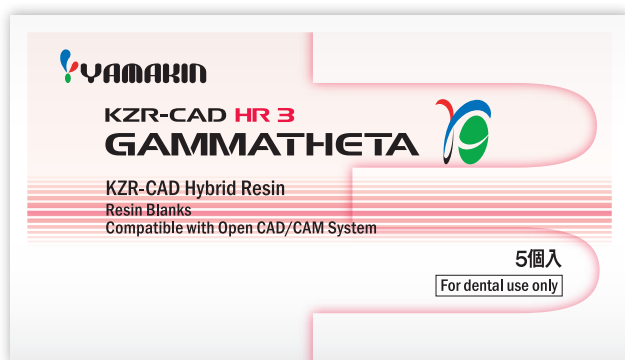 YAMAKIN
KZR-CAD HR 3
GAMMATHETA
KZR-CAD Hybrid Resin
Resin Blanks
Compatible with Open CAD/CAM System
5個入
For dental use only